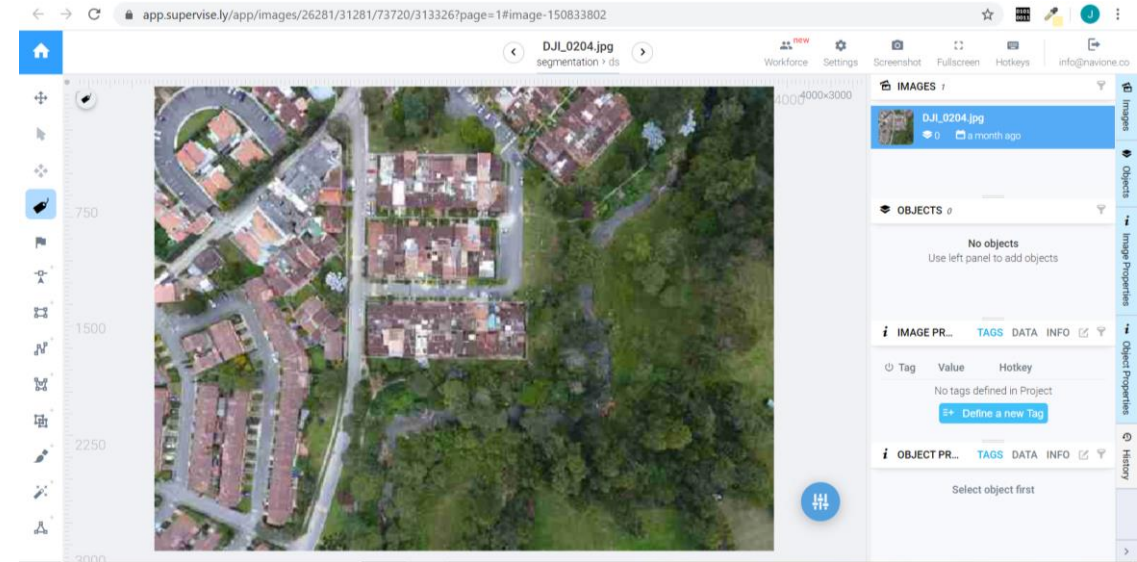 app.supervise.ly/app/images/26281/31281/73720/313326?page=1#image-150833802
J
DJI_0204.jpg
segmentation › ds
new
Workforce
Settings
Screenshot
Fullscreen
Hotkeys
info@navione.co
4000
4000×3000
750
1500
2250
3000
IMAGES 1
DJI_0204.jpg
0 a month ago
OBJECTS 0
No objects
Use left panel to add objects
IMAGE PR... TAGS DATA INFO
Tag Value Hotkey
No tags defined in Project
Define a new Tag
OBJECT PR... TAGS DATA INFO
Select object first
Images
Objects
Image Properties
Object Properties
History